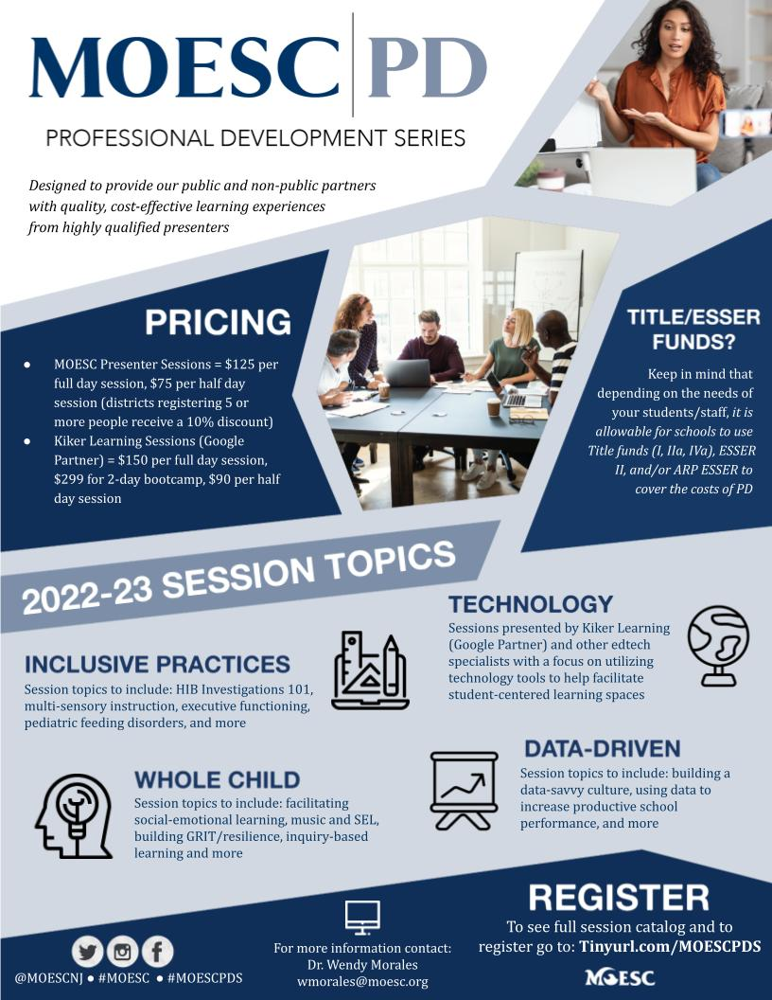 MOESC PD
PROFESSIONAL DEVELOPMENT SERIES
Designed to provide our public and non-public partners
with quality, cost-effective learning experiences
from highly qualified presenters
PRICING
● MOESC Presenter Sessions = $125 per
full day session, $75 per half day
session (districts registering 5 or
more people receive a 10% discount)
● Kiker Learning Sessions (Google
Partner) = $150 per full day session,
$299 for 2-day bootcamp, $90 per half
day session
TITLE/ESSER
FUNDS?
Keep in mind that
depending on the needs of
your students/staff, it is
allowable for schools to use
Title funds (I, IIa, IVa), ESSER
II, and/or ARP ESSER to
cover the costs of PD
2022-23 SESSION TOPICS
INCLUSIVE PRACTICES
Session topics to include: HIB Investigations 101,
multi-sensory instruction, executive functioning,
pediatric feeding disorders, and more
TECHNOLOGY
Sessions presented by Kiker Learning
(Google Partner) and other edtech
specialists with a focus on utilizing
technology tools to help facilitate
student-centered learning spaces
WHOLE CHILD
Session topics to include: facilitating
social-emotional learning, music and SEL,
building GRIT/resilience, inquiry-based
learning and more
DATA-DRIVEN
Session topics to include: building a
data-savvy culture, using data to
increase productive school
performance, and more
@MOESCNJ ● #MOESC ● #MOESCPDS
For more information contact:
Dr. Wendy Morales
wmorales@moesc.org
REGISTER
To see full session catalog and to
register go to: Tinyurl.com/MOESCPDS
MOESC